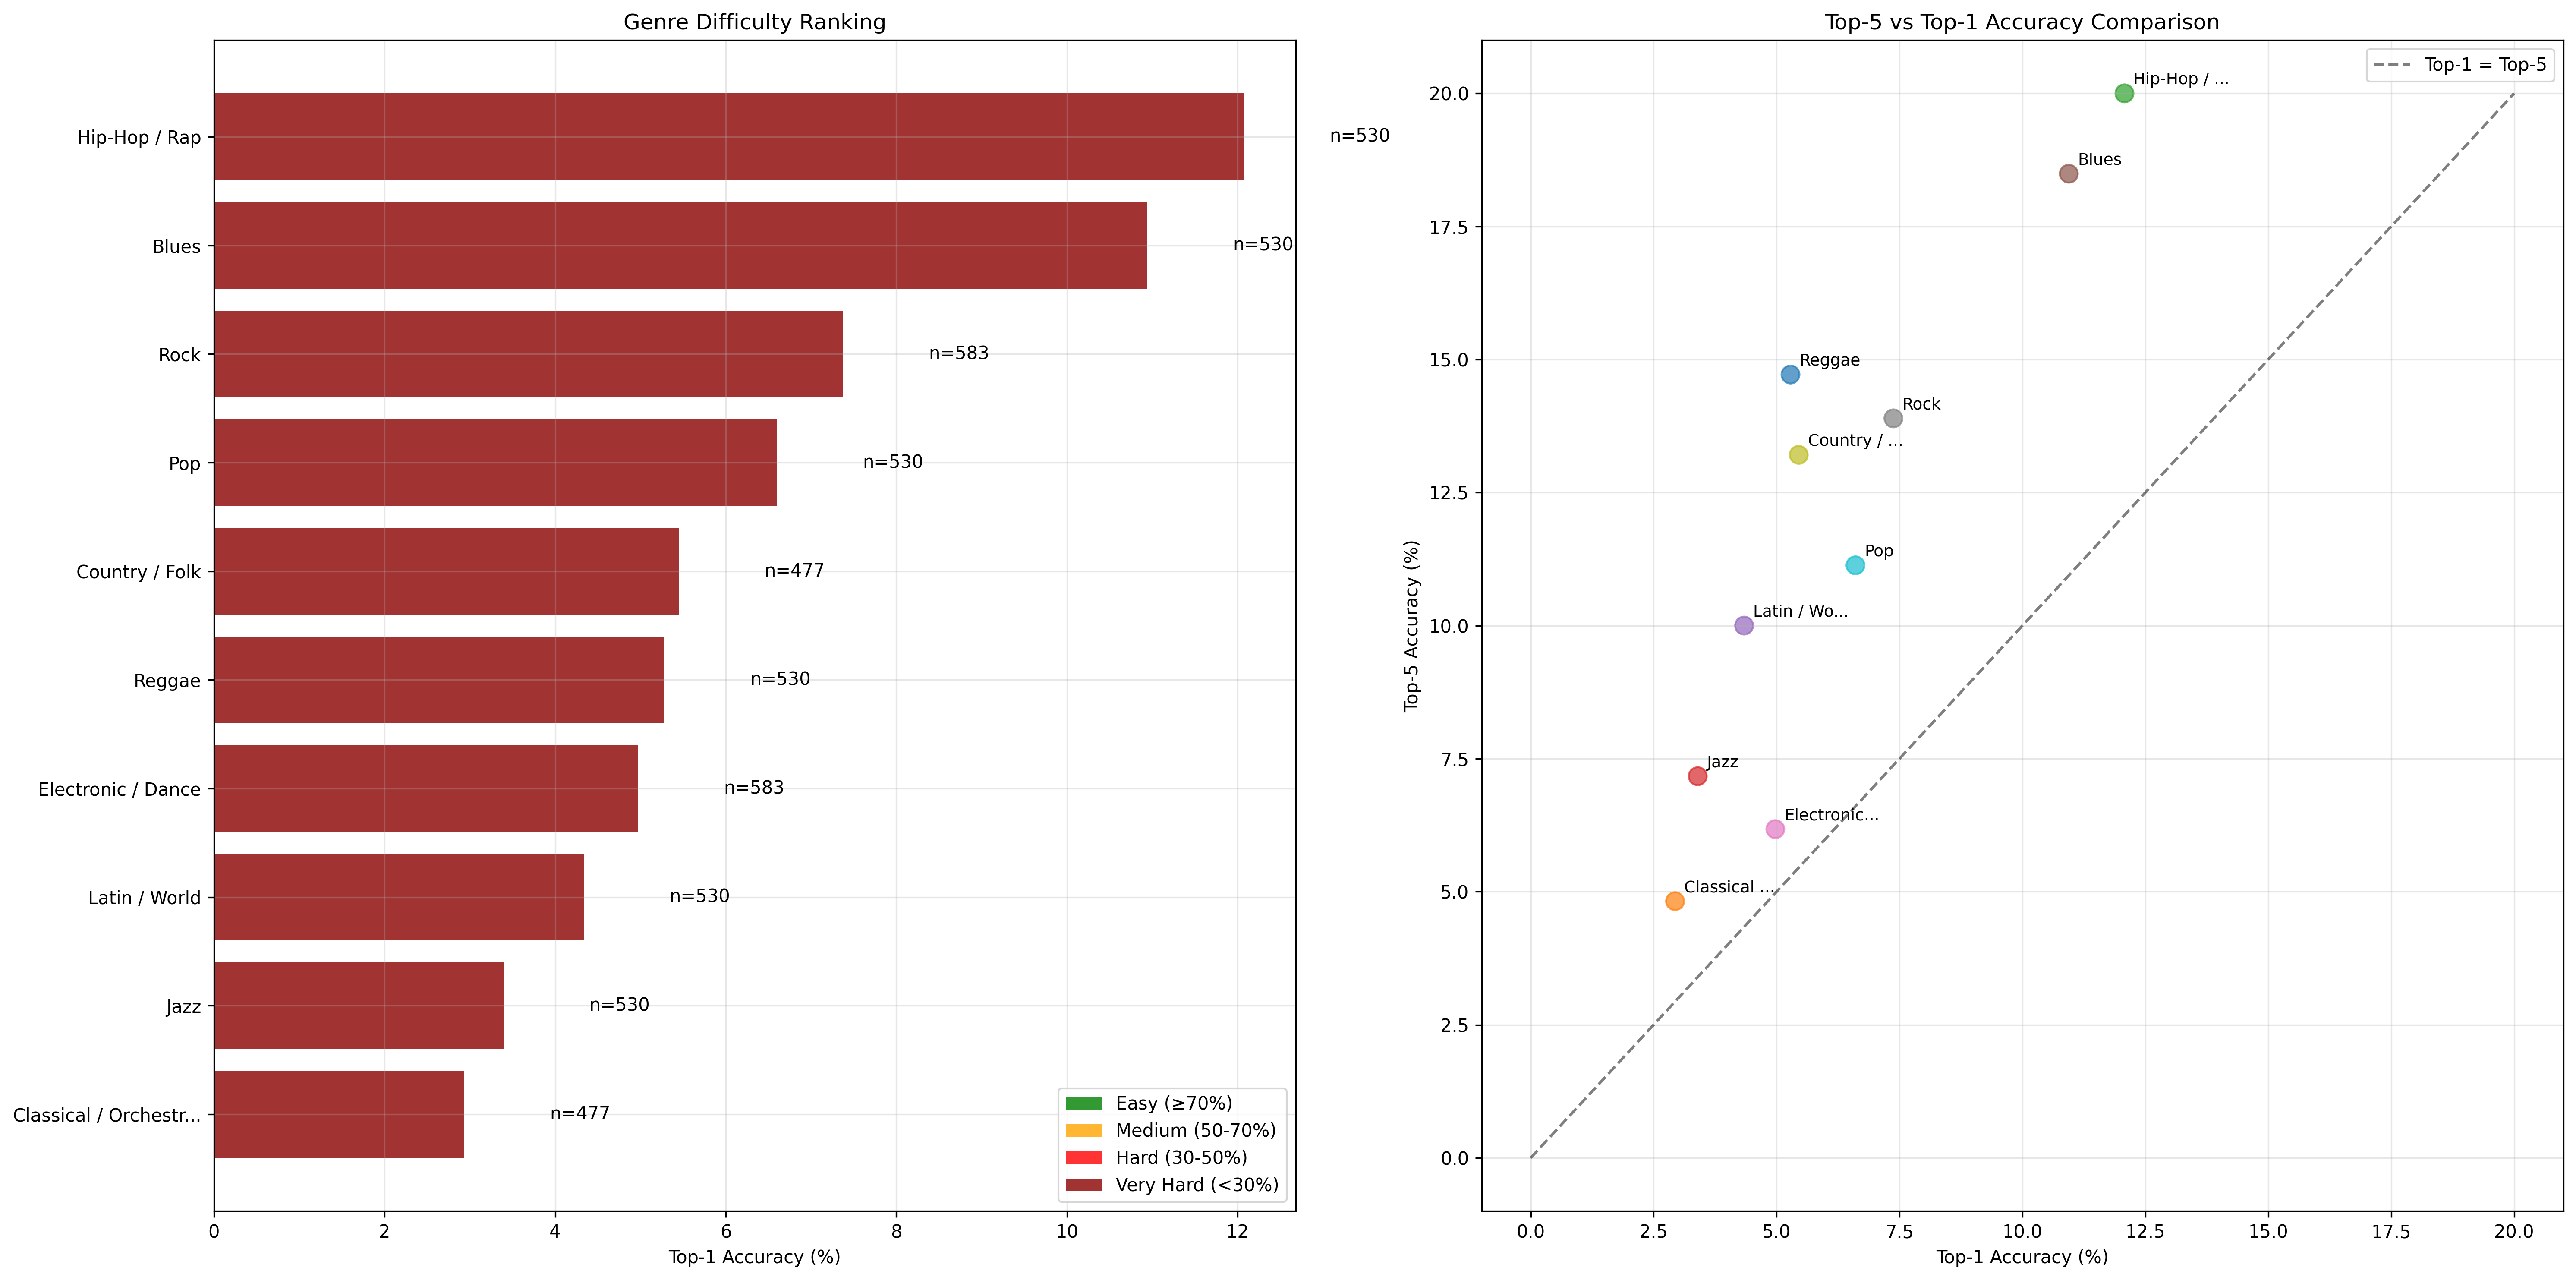 Genre Difficulty Ranking
Hip-Hop / Rap
n=530
Blues
n=530
Rock
n=583
Pop
n=530
Country / Folk
n=477
Reggae
n=530
Electronic / Dance
n=583
Latin / World
n=530
Jazz
n=530
Classical / Orchestr...
n=477
Easy (≥70%)
Medium (50-70%)
Hard (30-50%)
Very Hard (<30%)
0 2 4 6 8 10 12
Top-1 Accuracy (%)
Top-5 vs Top-1 Accuracy Comparison
Top-1 = Top-5
Hip-Hop / ...
Blues
Reggae
Rock
Country / ...
Pop
Latin / Wo...
Jazz
Electronic...
Classical ...
20.0
17.5
15.0
12.5
10.0
7.5
5.0
2.5
0.0
Top-5 Accuracy (%)
0.0 2.5 5.0 7.5 10.0 12.5 15.0 17.5 20.0
Top-1 Accuracy (%)